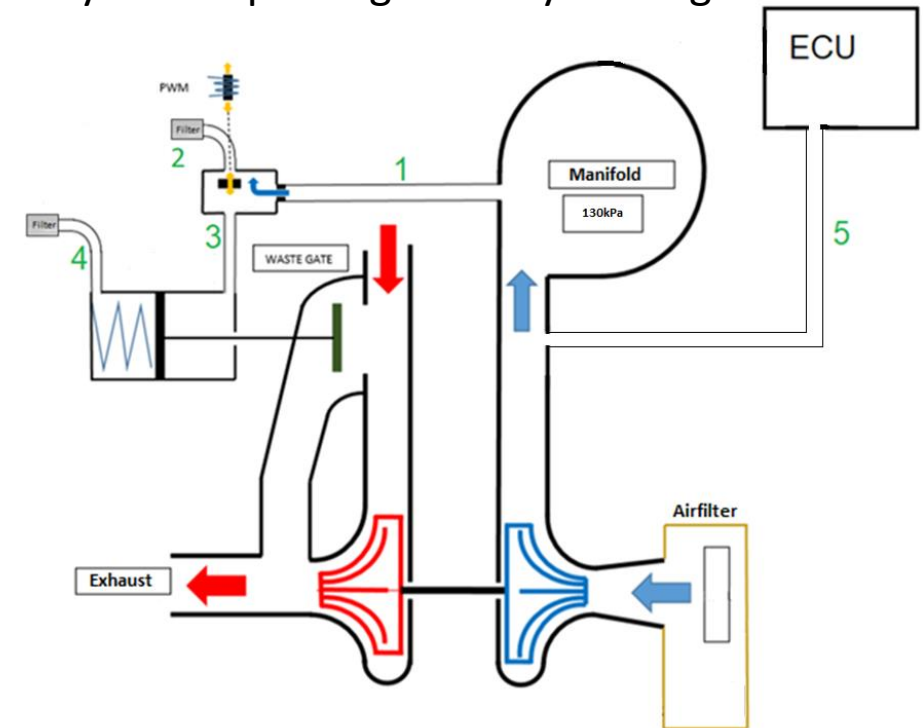 ECU
PWM
Filter
2
1
Manifold
130kPa
Filter
3
4
5
WASTE GATE
Airfilter
Exhaust